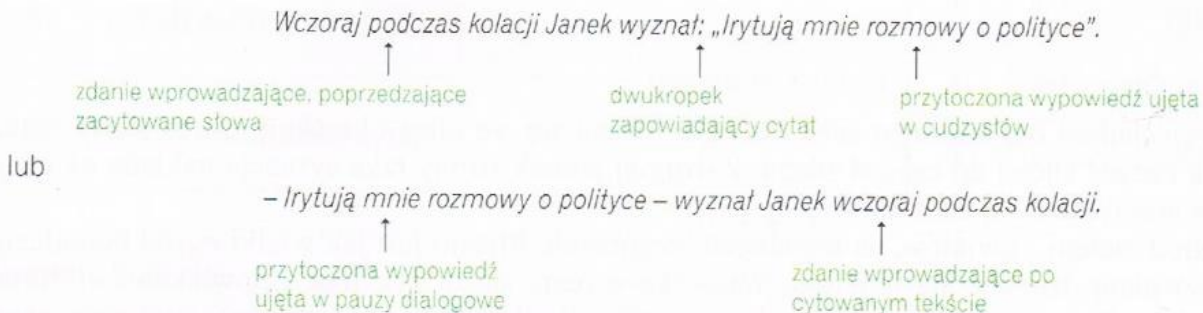 Wczoraj podczas kolacji Janek wyznał: „Irytują mnie rozmowy o polityce”.
zdanie wprowadzające, poprzedzające
zacytowane słowa
dwukropek
zapowiadający cytat
przytoczona wypowiedź ujęta
w cudzysłów
lub
– Irytują mnie rozmowy o polityce – wyznał Janek wczoraj podczas kolacji.
przytoczona wypowiedź
ujęta w pauzy dialogowe
zdanie wprowadzające po
cytowanym tekście